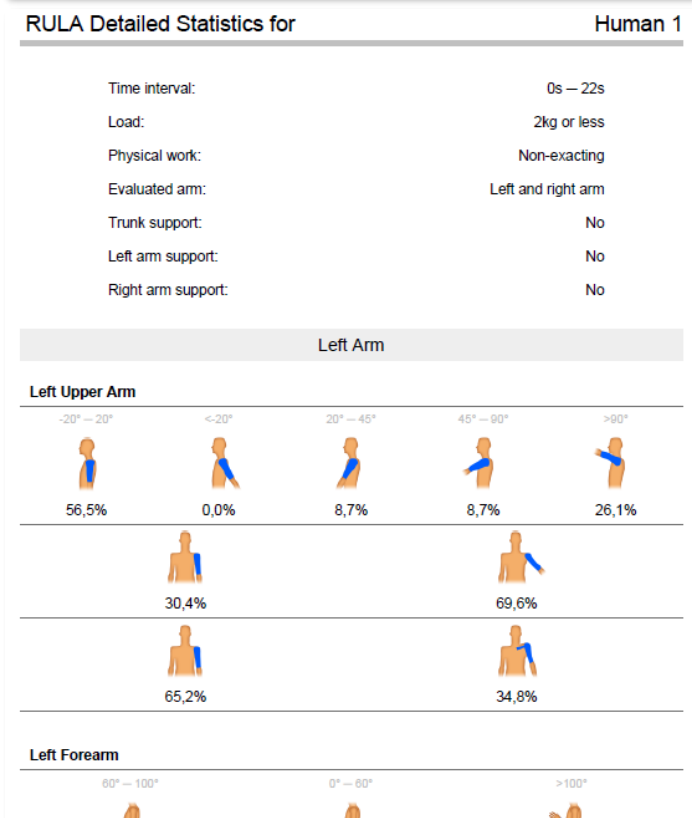 RULA Detailed Statistics for Human 1
Time interval: 0s — 22s
Load: 2kg or less
Physical work: Non-exacting
Evaluated arm: Left and right arm
Trunk support: No
Left arm support: No
Right arm support: No
Left Arm
Left Upper Arm
-20° — 20° <-20° 20° — 45° 45° — 90° >90°
56,5% 0,0% 8,7% 8,7% 26,1%
30,4% 69,6%
65,2% 34,8%
Left Forearm
60° — 100° 0° — 60° >100°